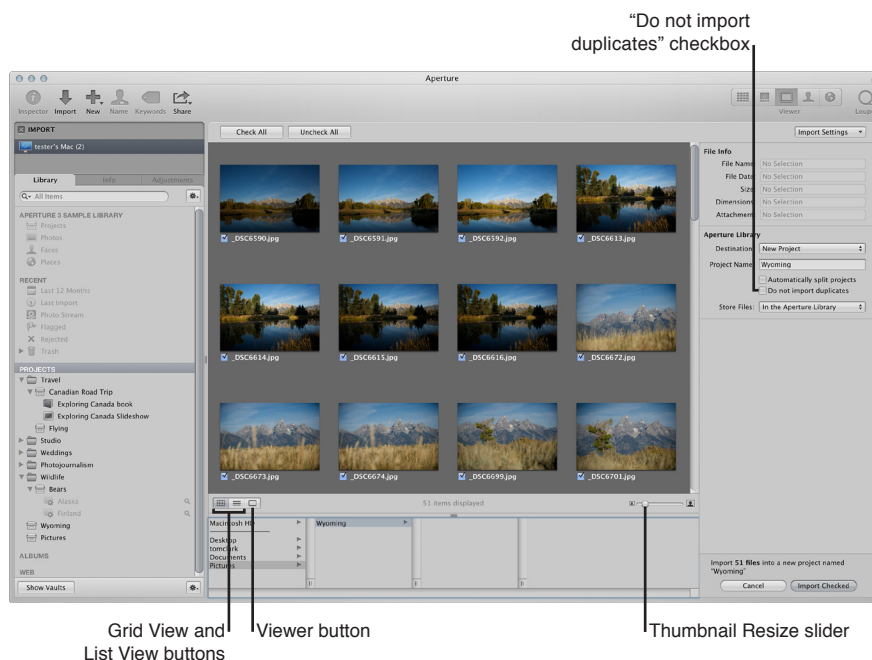 “Do not import
duplicates” checkbox
Aperture
Inspector Import New Name Keywords Share
Viewer
Loupe
IMPORT
tester's Mac (2)
Check All Uncheck All
Import Settings
Library Info Adjustments
All Items
APERTURE 3 SAMPLE LIBRARY
Projects
Photos
Faces
Places
RECENT
Last 12 Months
Last Import
Photo Stream
Flagged
Rejected
Trash
PROJECTS
Travel
Canadian Road Trip
Exploring Canada book
Exploring Canada Slideshow
Flying
Studio
Weddings
Photojournalism
Wildlife
Bears
Alaska
Finland
Wyoming
Pictures
ALBUMS
WEB
Show Vaults
_DSC6590.jpg _DSC6591.jpg _DSC6592.jpg _DSC6613.jpg
_DSC6614.jpg _DSC6615.jpg _DSC6616.jpg _DSC6672.jpg
_DSC6673.jpg _DSC6674.jpg _DSC6699.jpg _DSC6701.jpg
51 items displayed
Macintosh HD
Desktop
tomclark
Documents
Pictures
Wyoming
File Info
File Name No Selection
File Date No Selection
Size No Selection
Dimensions No Selection
Attachment No Selection
Aperture Library
Destination New Project
Project Name Wyoming
Automatically split projects
Do not import duplicates
Store Files: In the Aperture Library
Import 51 files into a new project named
"Wyoming"
Cancel Import Checked
Grid View and
List View buttons
Viewer button
Thumbnail Resize slider